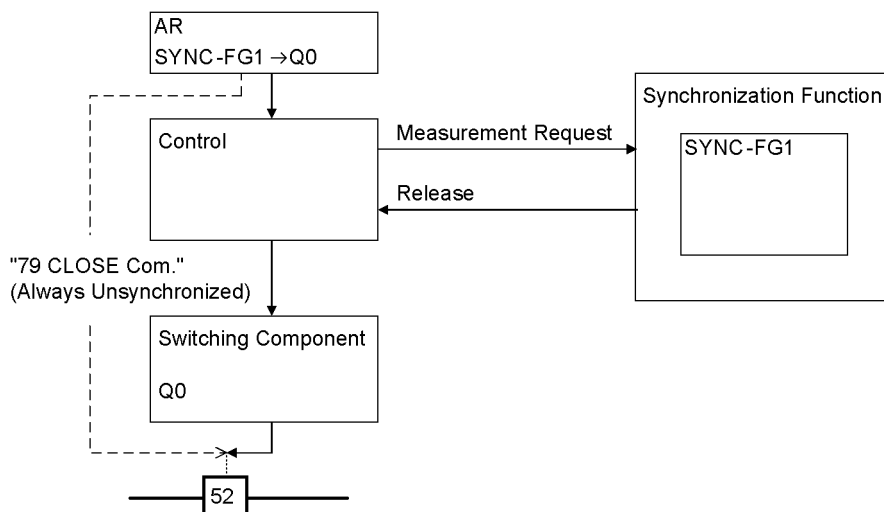 AR
SYNC-FG1 →Q0
Control
Measurement Request
Release
Synchronization Function
SYNC-FG1
"79 CLOSE Com."
(Always Unsynchronized)
Switching Component
Q0
52